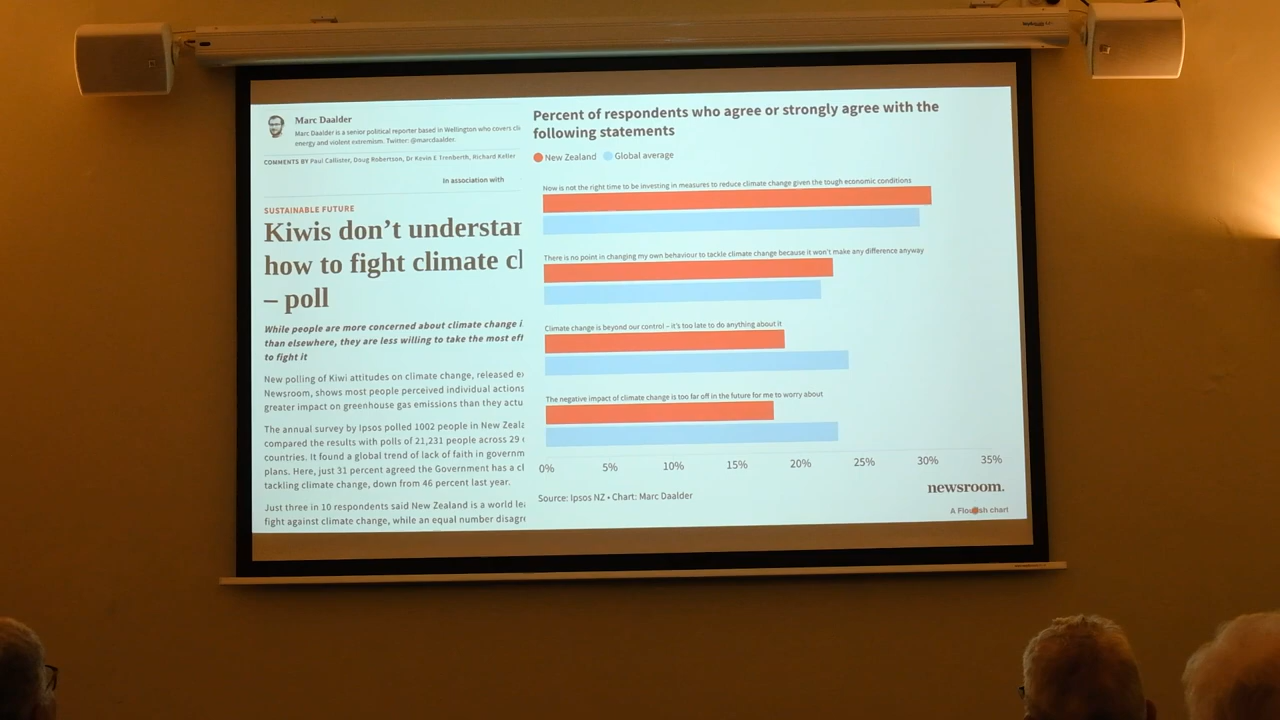 Marc Daalder
Marc Daalder is a senior political reporter based in Wellington who covers cli
energy and violent extremism. Twitter: @marcdaalder.
COMMENTS BY Paul Callister, Doug Robertson, Dr Kevin E Trenberth, Richard Keller
In association with
SUSTAINABLE FUTURE
Kiwis don’t understan
how to fight climate cl
– poll
While people are more concerned about climate change i
than elsewhere, they are less willing to take the most eff
to fight it
New polling of Kiwi attitudes on climate change, released ex
Newsroom, shows most people perceived individual actions
greater impact on greenhouse gas emissions than they actu
The annual survey by Ipsos polled 1002 people in New Zeala
compared the results with polls of 21,231 people across 29
countries. It found a global trend of lack of faith in governm
plans. Here, just 31 percent agreed the Government has a cl
tackling climate change, down from 46 percent last year.
Just three in 10 respondents said New Zealand is a world lea
fight against climate change, while an equal number disagre
Percent of respondents who agree or strongly agree with the
following statements
New Zealand Global average
Now is not the right time to be investing in measures to reduce climate change given the tough economic conditions
There is no point in changing my own behaviour to tackle climate change because it won't make any difference anyway
Climate change is beyond our control – it's too late to do anything about it
The negative impact of climate change is too far off in the future for me to worry about
0% 5% 10% 15% 20% 25% 30% 35%
Source: Ipsos NZ • Chart: Marc Daalder
newsroom.
A Flourish chart